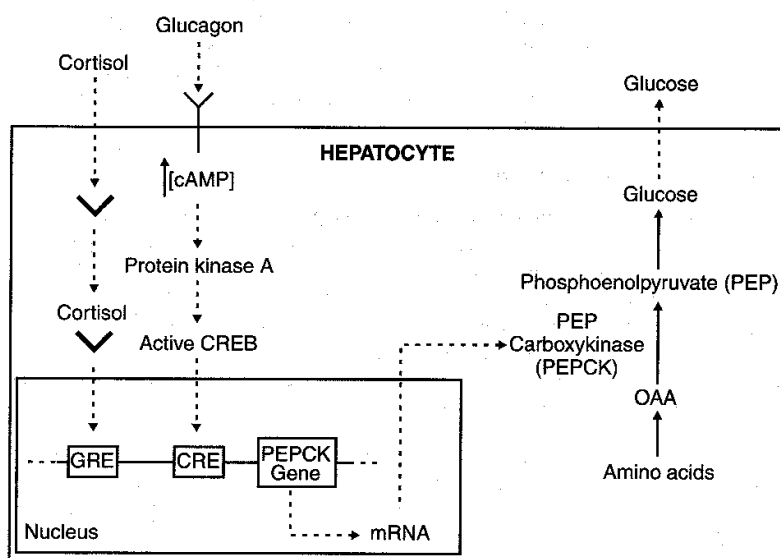 Glucagon
Cortisol
Glucose
HEPATOCYTE
[cAMP]
Glucose
Protein kinase A
Phosphoenolpyruvate (PEP)
Cortisol
PEP
Carboxykinase
(PEPCK)
Active CREB
OAA
GRE
CRE
PEPCK
Gene
Amino acids
Nucleus
mRNA